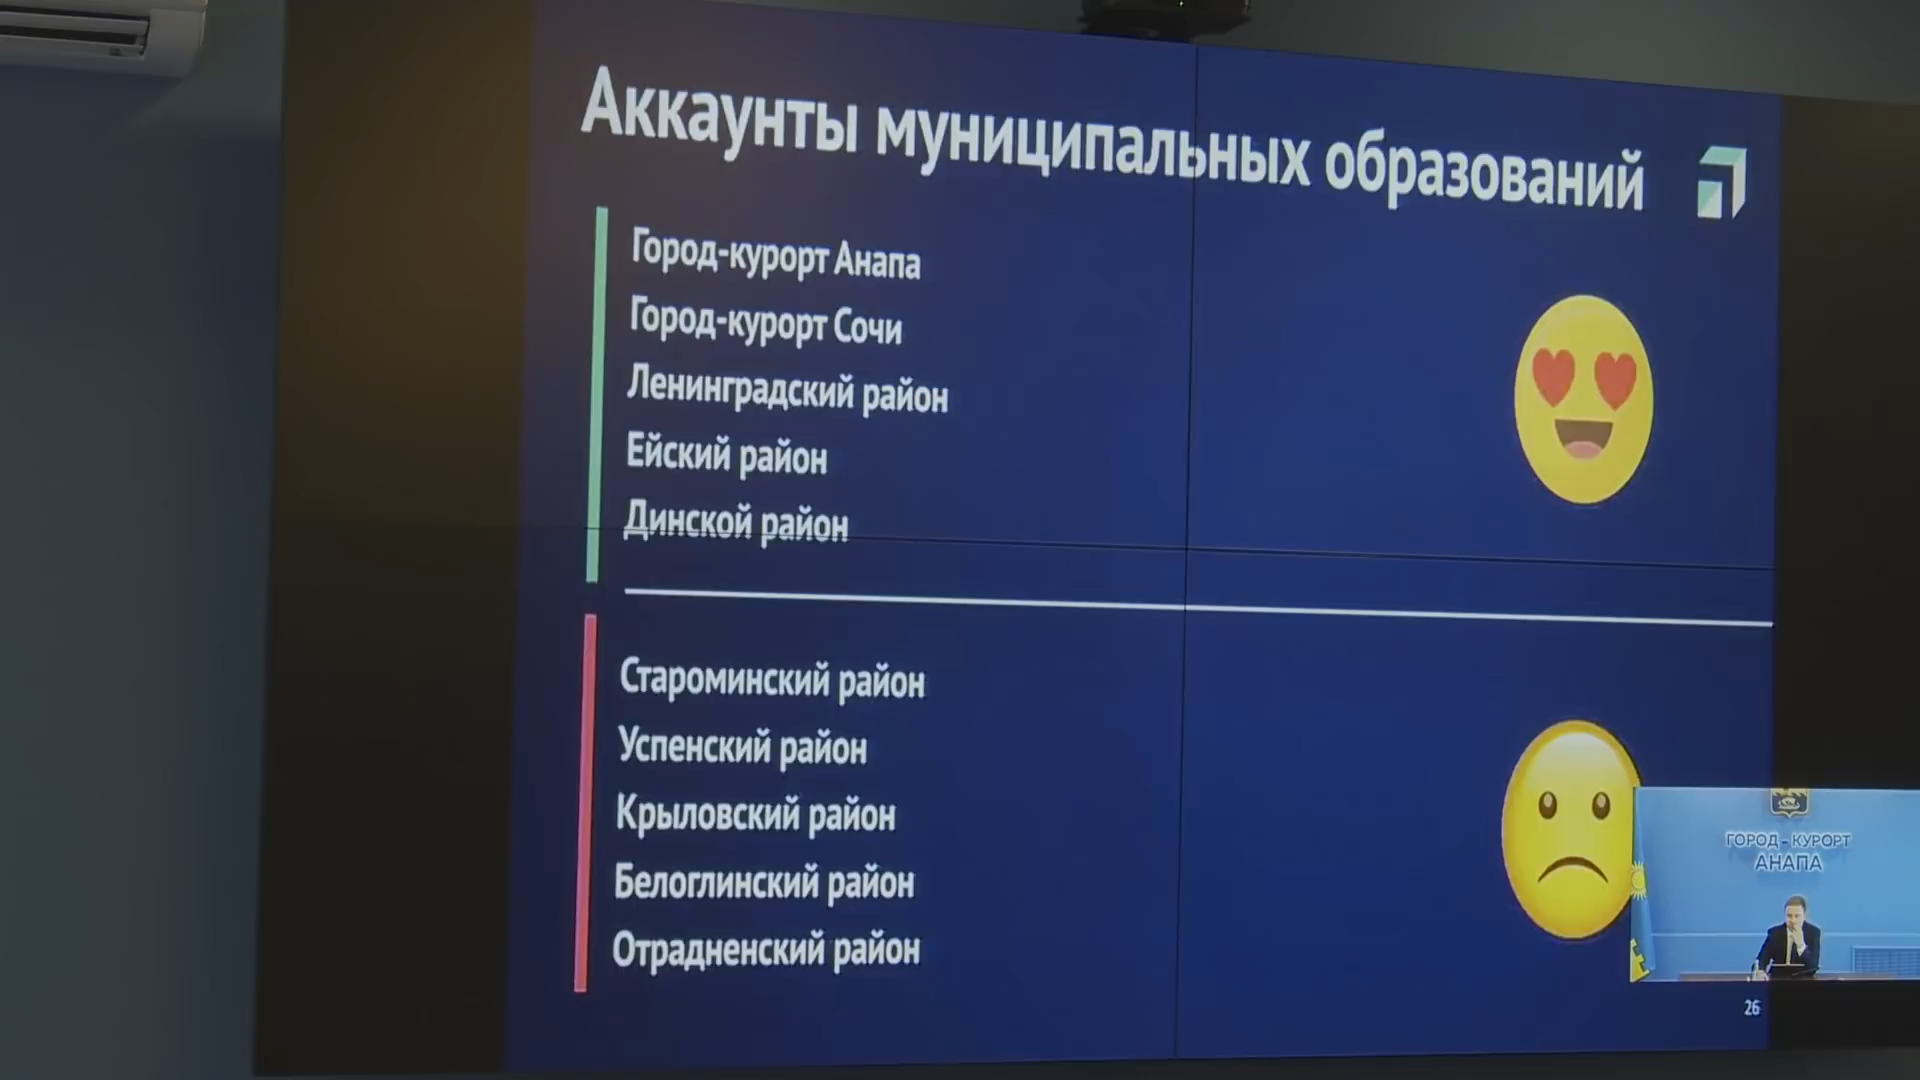 Аккаунты муниципальных образований
Город-курорт Анапа
Город-курорт Сочи
Ленинградский район
Ейский район
Динской район
Староминский район
Успенский район
Крыловский район
Белоглинский район
Отрадненский район
ГОРОД-КУРОРТ
АНАПА
26